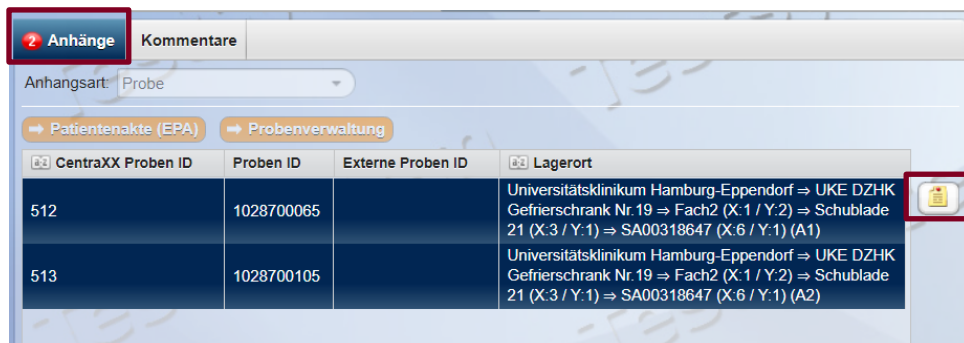 2 Anhänge Kommentare
Anhangsart: Probe
Patientenakte (EPA) Probenverwaltung
a-z CentraXX Proben ID Proben ID Externe Proben ID a-z Lagerort
512 1028700065 Universitätsklinikum Hamburg-Eppendorf ⇒ UKE DZHK
Gefrierschrank Nr.19 ⇒ Fach2 (X:1 / Y:2) ⇒ Schublade
21 (X:3 / Y:1) ⇒ SA00318647 (X:6 / Y:1) (A1)
513 1028700105 Universitätsklinikum Hamburg-Eppendorf ⇒ UKE DZHK
Gefrierschrank Nr.19 ⇒ Fach2 (X:1 / Y:2) ⇒ Schublade
21 (X:3 / Y:1) ⇒ SA00318647 (X:6 / Y:1) (A2)